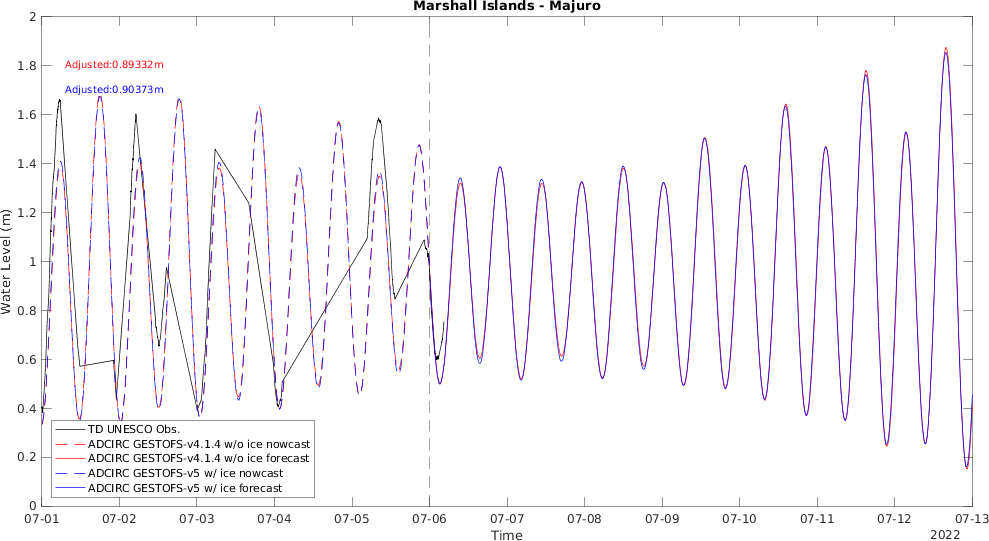 Marshall Islands - Majuro
2
1.8
1.6
1.4
1.2
1
0.8
0.6
0.4
0.2
0
Water Level (m)
Adjusted:0.89332m
Adjusted:0.90373m
TD UNESCO Obs.
ADCIRC GESTOFS-v4.1.4 w/o ice nowcast
ADCIRC GESTOFS-v4.1.4 w/o ice forecast
ADCIRC GESTOFS-v5 w/ ice nowcast
ADCIRC GESTOFS-v5 w/ ice forecast
07-01 07-02 07-03 07-04 07-05 07-06 07-07 07-08 07-09 07-10 07-11 07-12 07-13
Time
2022